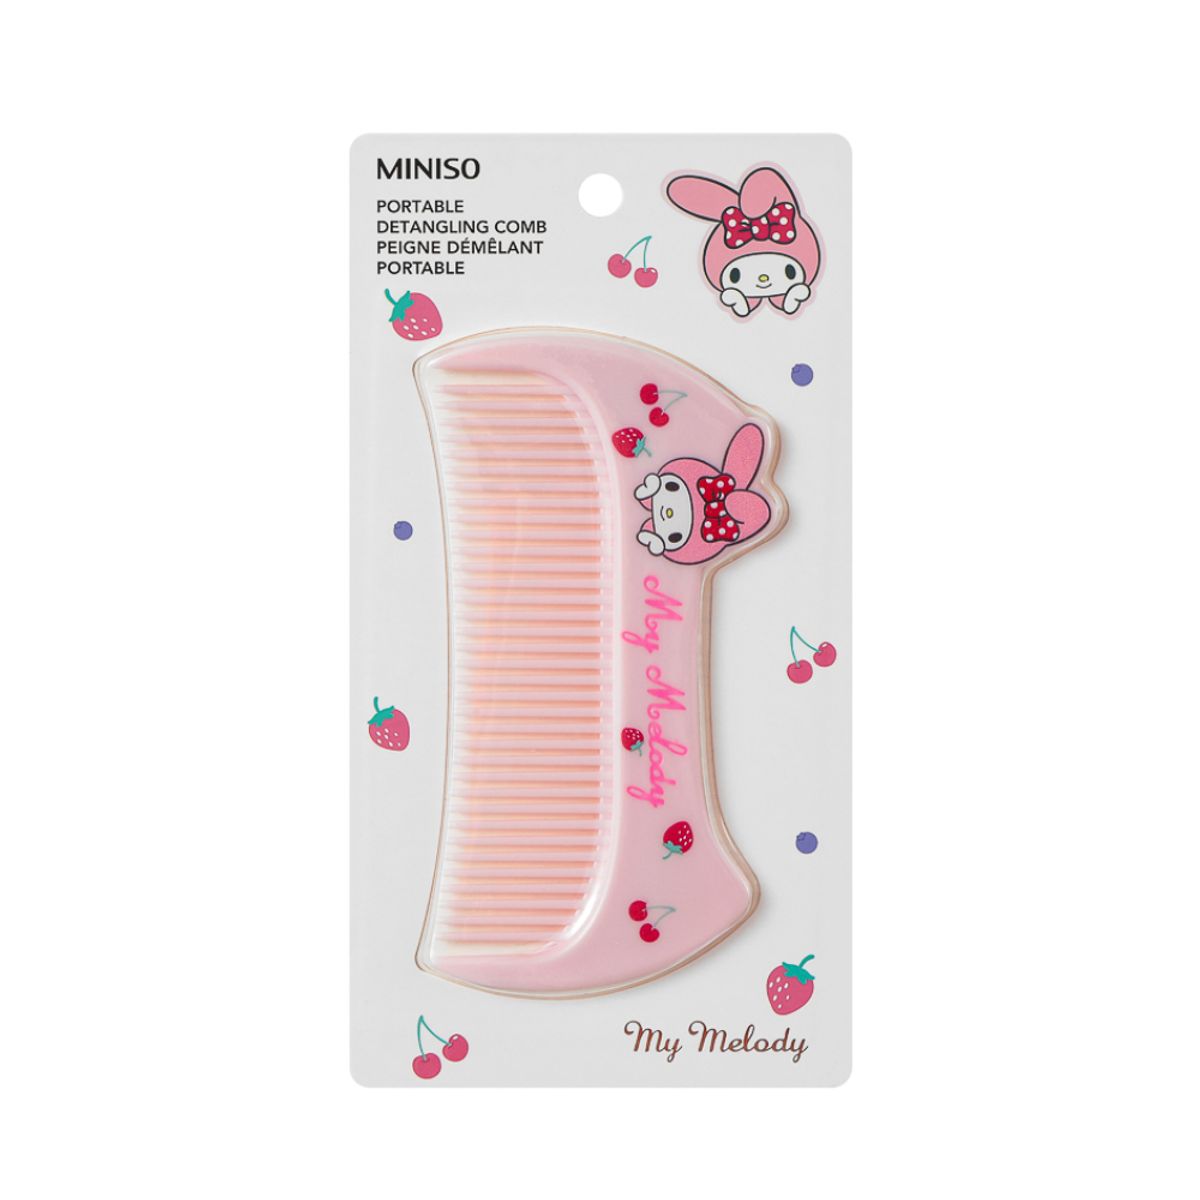 MINISO
PORTABLE
DETANGLING COMB
PEIGNE DÉMÊLANT
PORTABLE
My Melody
My Melody